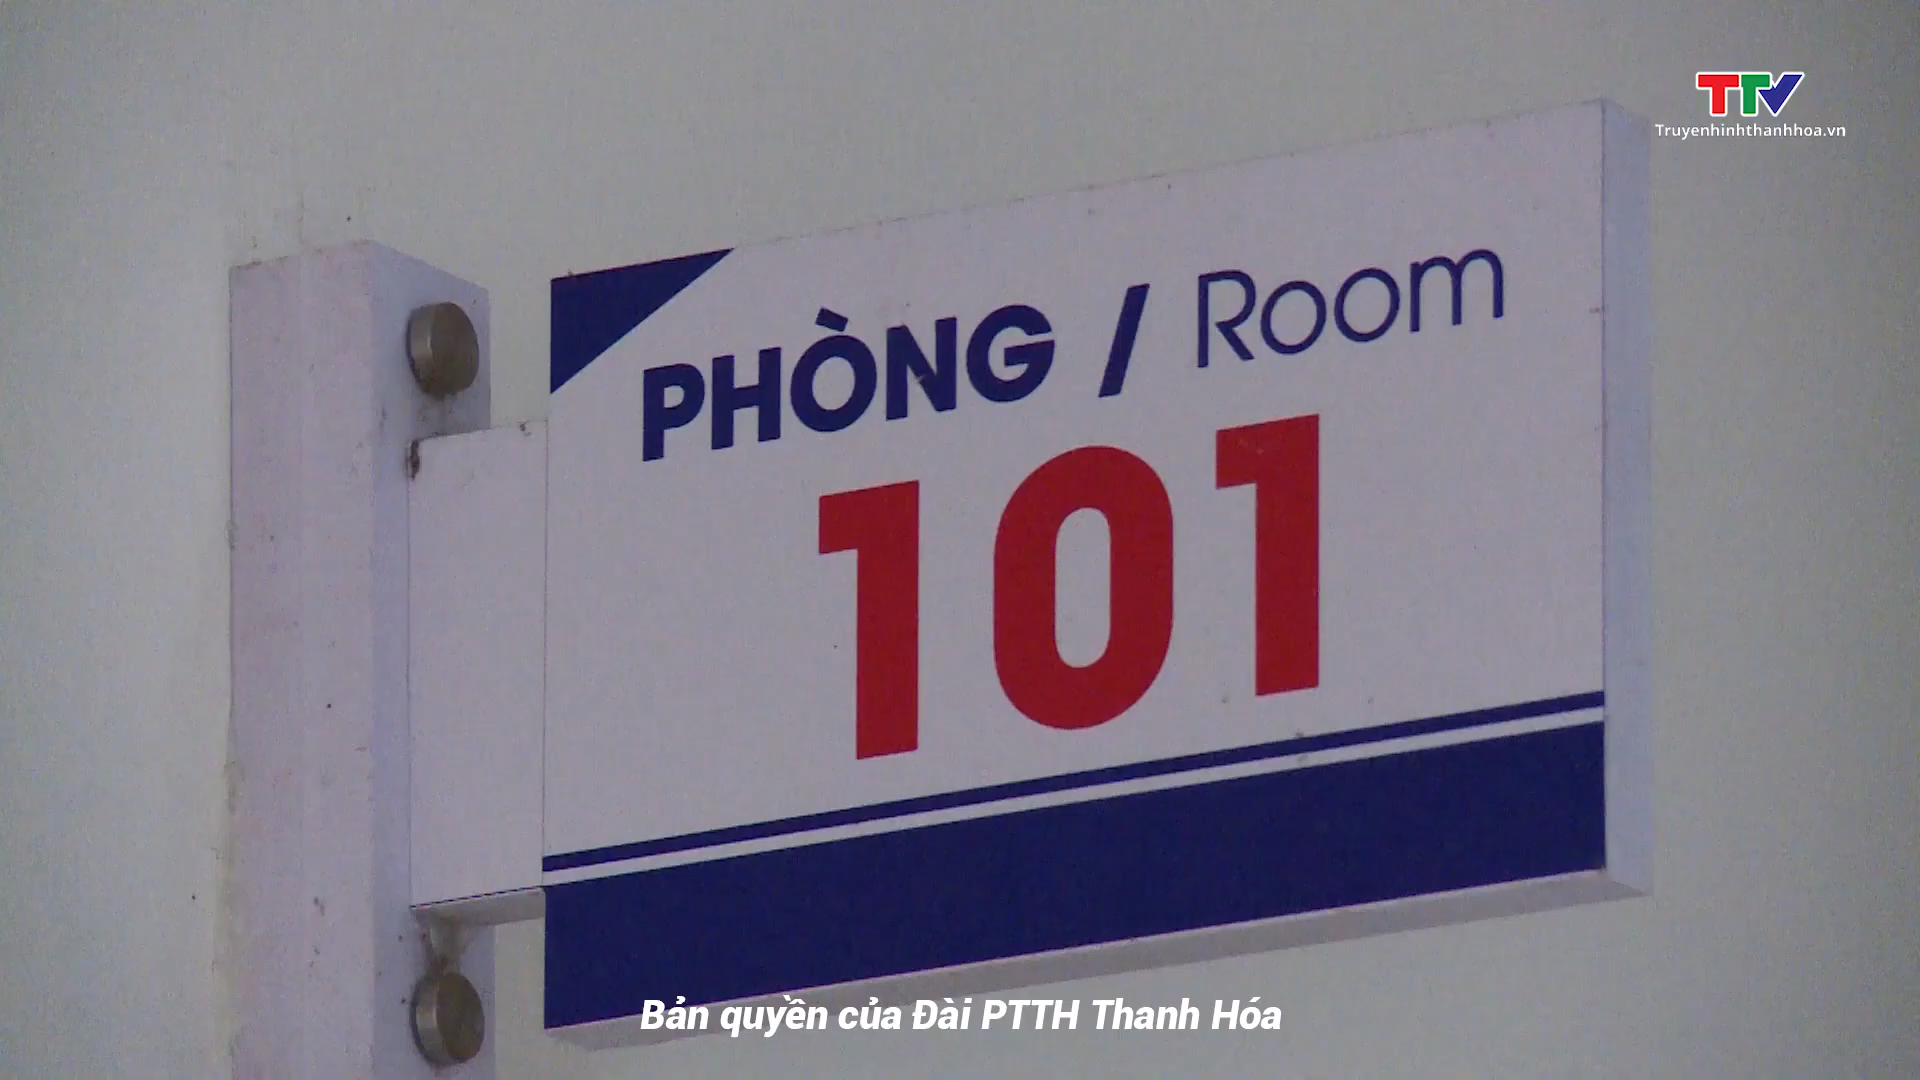 TTV
Truyenhinhthanhhoa.vn
PHÒNG / Room
101
Bản quyền của Đài PTTH Thanh Hóa